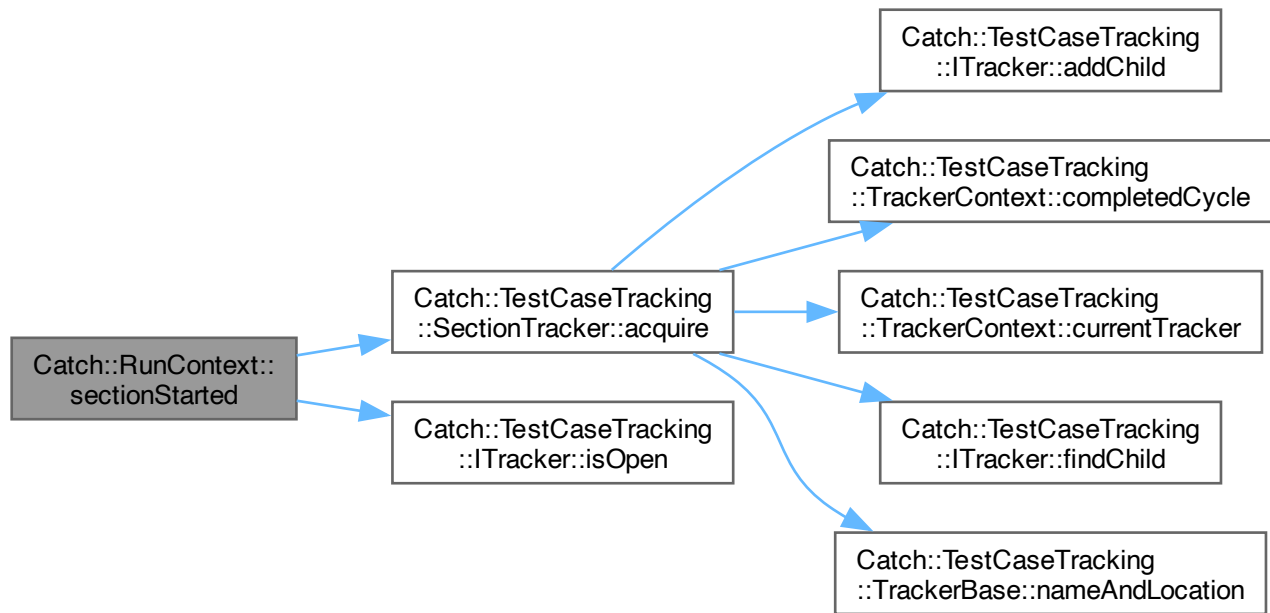 Catch::RunContext::
sectionStarted
Catch::TestCaseTracking
::SectionTracker::acquire
Catch::TestCaseTracking
::ITracker::isOpen
Catch::TestCaseTracking
::ITracker::addChild
Catch::TestCaseTracking
::TrackerContext::completedCycle
Catch::TestCaseTracking
::TrackerContext::currentTracker
Catch::TestCaseTracking
::ITracker::findChild
Catch::TestCaseTracking
::TrackerBase::nameAndLocation